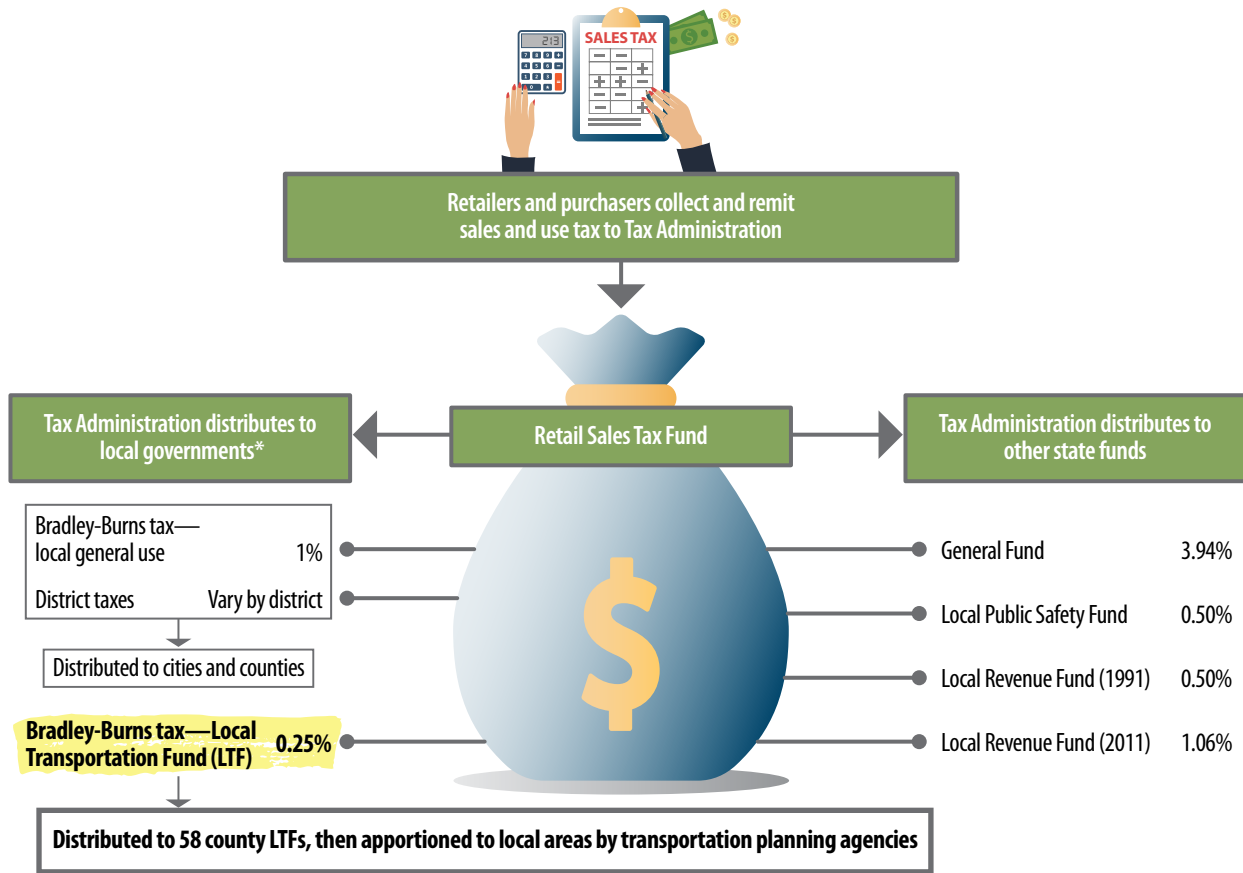 213
SALES TAX
Retailers and purchasers collect and remit
sales and use tax to Tax Administration
Tax Administration distributes to
local governments*
Retail Sales Tax Fund
Tax Administration distributes to
other state funds
Bradley-Burns tax—
local general use 1%
District taxes Vary by district
Distributed to cities and counties
Bradley-Burns tax—Local
Transportation Fund (LTF) 0.25%
$
General Fund 3.94%
Local Public Safety Fund 0.50%
Local Revenue Fund (1991) 0.50%
Local Revenue Fund (2011) 1.06%
Distributed to 58 county LTFs, then apportioned to local areas by transportation planning agencies